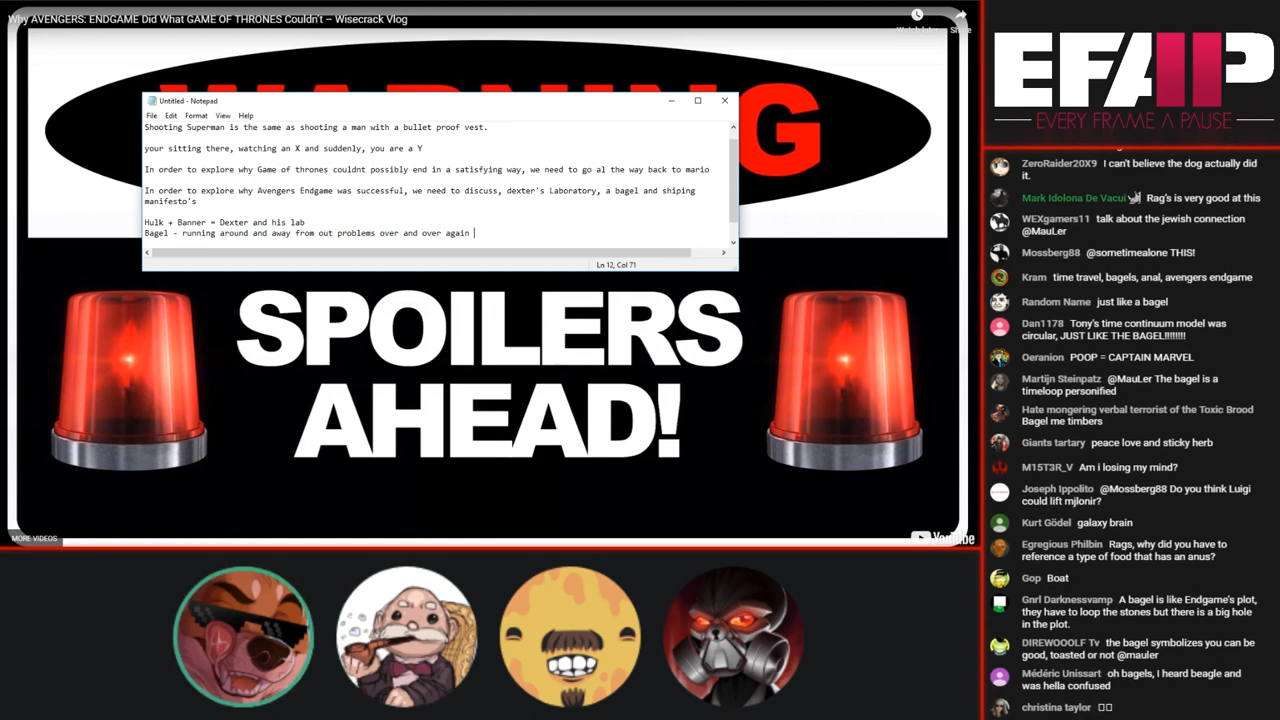 Why AVENGERS: ENDGAME Did What GAME OF THRONES Couldn't – Wisecrack Vlog
Watch later
Share
WARNING
Untitled - Notepad
File Edit Format View Help
Shooting Superman is the same as shooting a man with a bullet proof vest.
your sitting there, watching an X and suddenly, you are a Y
In order to explore why Game of thrones couldnt possibly end in a satisfying way, we need to go al the way back to mario
In order to explore why Avengers Endgame was successful, we need to discuss, dexter's Laboratory, a bagel and shiping
manifesto's
Hulk + Banner = Dexter and his lab
Bagel - running around and away from out problems over and over again
Ln 12, Col 71
SPOILERS
AHEAD!
MORE VIDEOS
YouTube
EFAP
EVERY FRAME A PAUSE
ZeroRaider20X9 I can't believe the dog actually did
it.
Mark Idolona De Vacui Rag's is very good at this
WEXgamers11 talk about the jewish connection
@MauLer
Mossberg88 @sometimealone THIS!
Kram time travel, bagels, anal, avengers endgame
Random Name just like a bagel
Dan1178 Tony's time continuum model was
circular, JUST LIKE THE BAGEL!!!!!!!!
Oeranion POOP = CAPTAIN MARVEL
Martijn Steinpatz @MauLer The bagel is a
timeloop personified
Hate mongering verbal terrorist of the Toxic Brood
Bagel me timbers
Giants tartary peace love and sticky herb
M15T3R_V Am i losing my mind?
Joseph Ippolito @Mossberg88 Do you think Luigi
could lift mjlonir?
Kurt Gödel galaxy brain
Egregious Philbin Rags, why did you have to
reference a type of food that has an anus?
Gop Boat
Gnrl Darknessvamp A bagel is like Endgame's plot,
they have to loop the stones but there is a big hole
in the plot.
DIREWOOOLF Tv the bagel symbolizes you can be
good, toasted or not @mauler
Médéric Unissart oh bagels, I heard beagle and
was hella confused
christina taylor